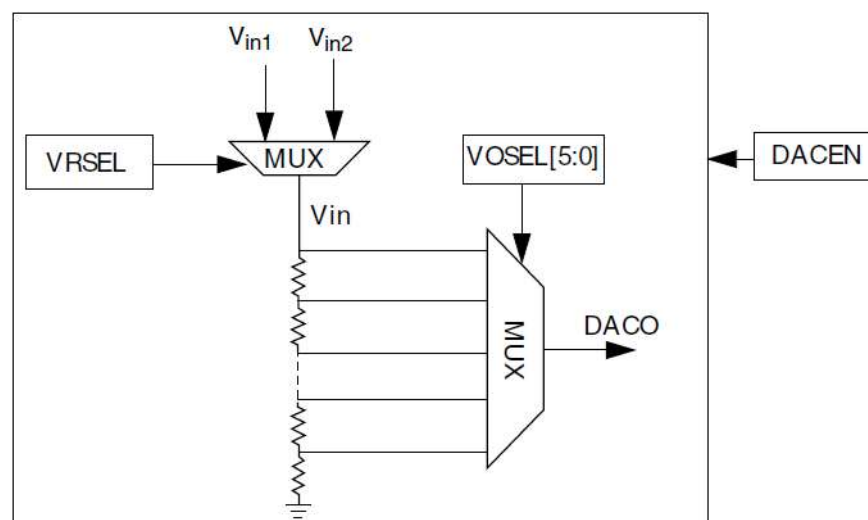 Vin1
Vin2
VRSEL
MUX
VOSEL[5:0]
DACEN
Vin
MUX
DACO